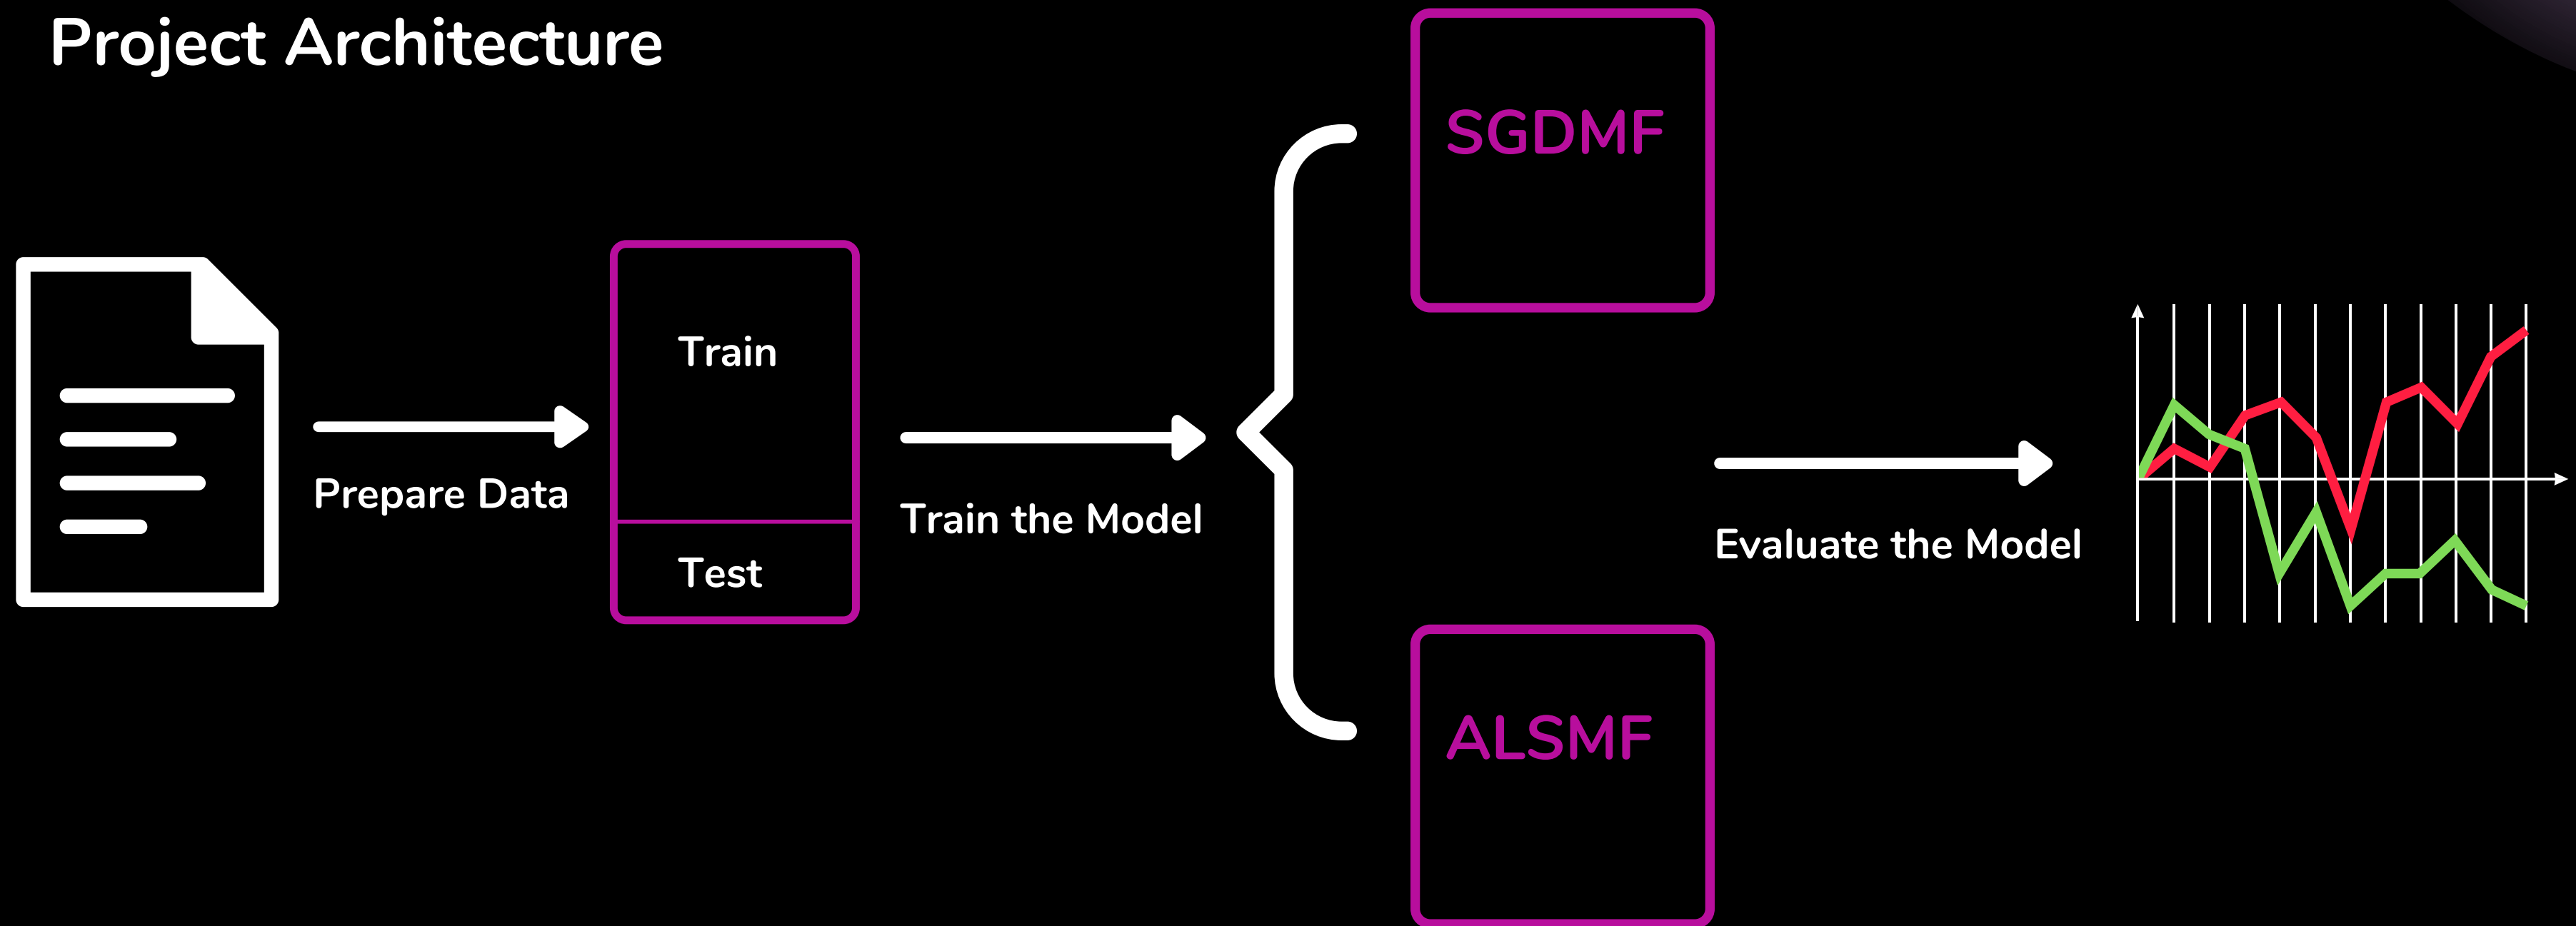 Project Architecture
Prepare Data
Train
Test
Train the Model
SGDMF
ALSMF
Evaluate the Model